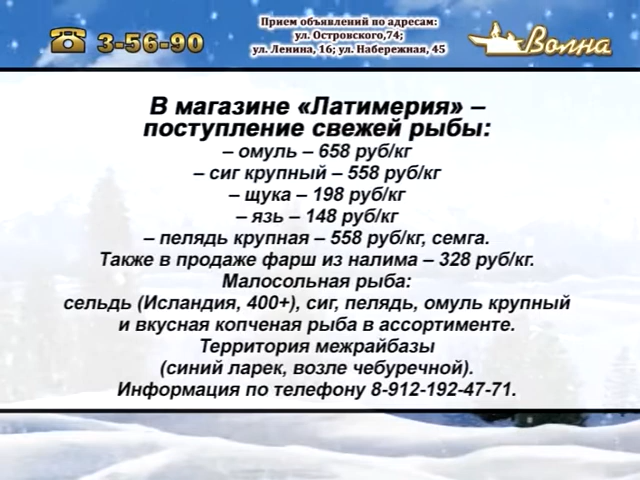 3-56-90
Прием объявлений по адресам:
ул. Островского,74;
ул. Ленина, 16; ул. Набережная, 45
Волна
В магазине «Латимерия» –
поступление свежей рыбы:
– омуль – 658 руб/кг
– сиг крупный – 558 руб/кг
– щука – 198 руб/кг
– язь – 148 руб/кг
– пелядь крупная – 558 руб/кг, семга.
Также в продаже фарш из налима – 328 руб/кг.
Малосольная рыба:
сельдь (Исландия, 400+), сиг, пелядь, омуль крупный
и вкусная копченая рыба в ассортименте.
Территория межрайбазы
(синий ларек, возле чебуречной).
Информация по телефону 8-912-192-47-71.